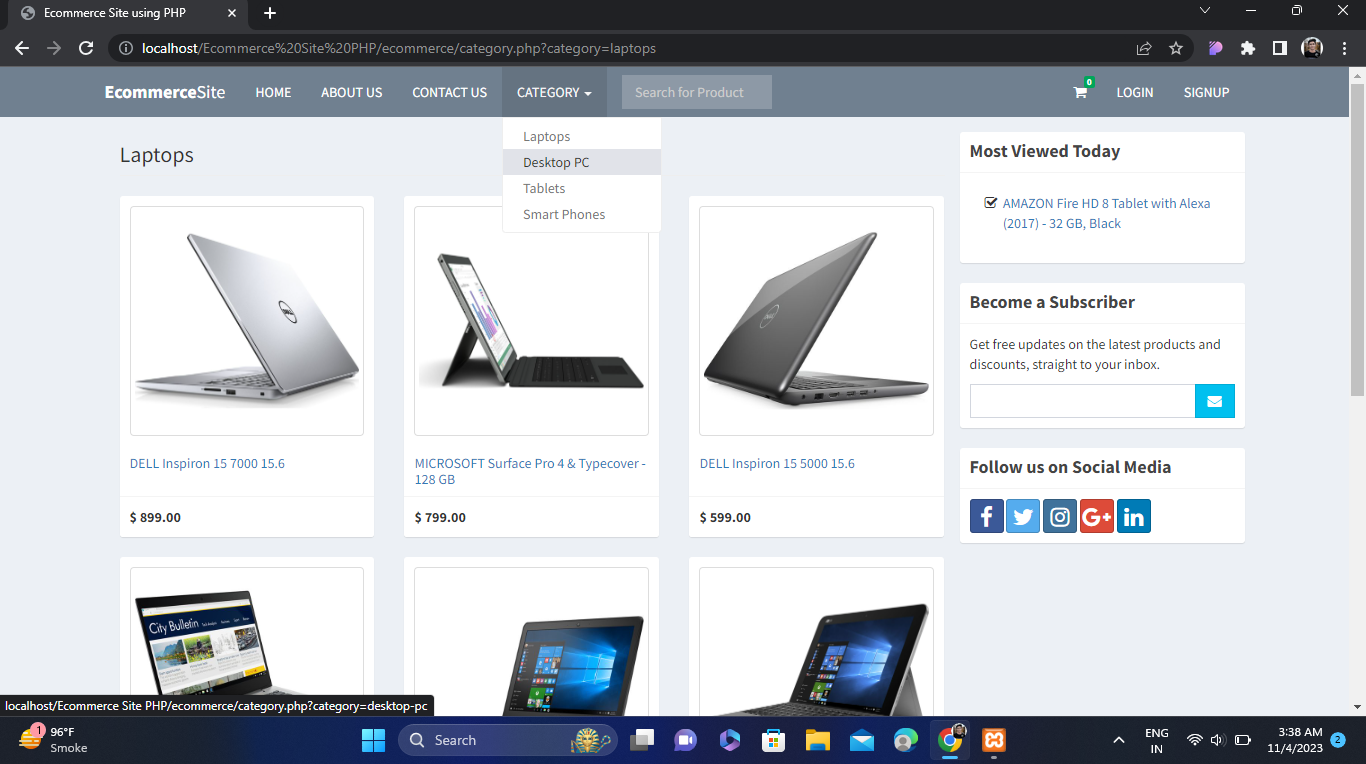 Ecommerce Site using PHP
localhost/Ecommerce%20Site%20PHP/ecommerce/category.php?category=laptops
EcommerceSite HOME ABOUT US CONTACT US CATEGORY Search for Product 0 LOGIN SIGNUP
Laptops
Desktop PC
Tablets
Smart Phones
Laptops
DELL
DELL
DELL Inspiron 15 7000 15.6
$ 899.00
MICROSOFT Surface Pro 4 & Typecover -
128 GB
$ 799.00
DELL Inspiron 15 5000 15.6
$ 599.00
City Bulletin
Most Viewed Today
AMAZON Fire HD 8 Tablet with Alexa
(2017) - 32 GB, Black
Become a Subscriber
Get free updates on the latest products and
discounts, straight to your inbox.
Follow us on Social Media
f
G+
in
localhost/Ecommerce Site PHP/ecommerce/category.php?category=desktop-pc
1
96°F
Smoke
Search
ENG
IN
3:38 AM
11/4/2023
2